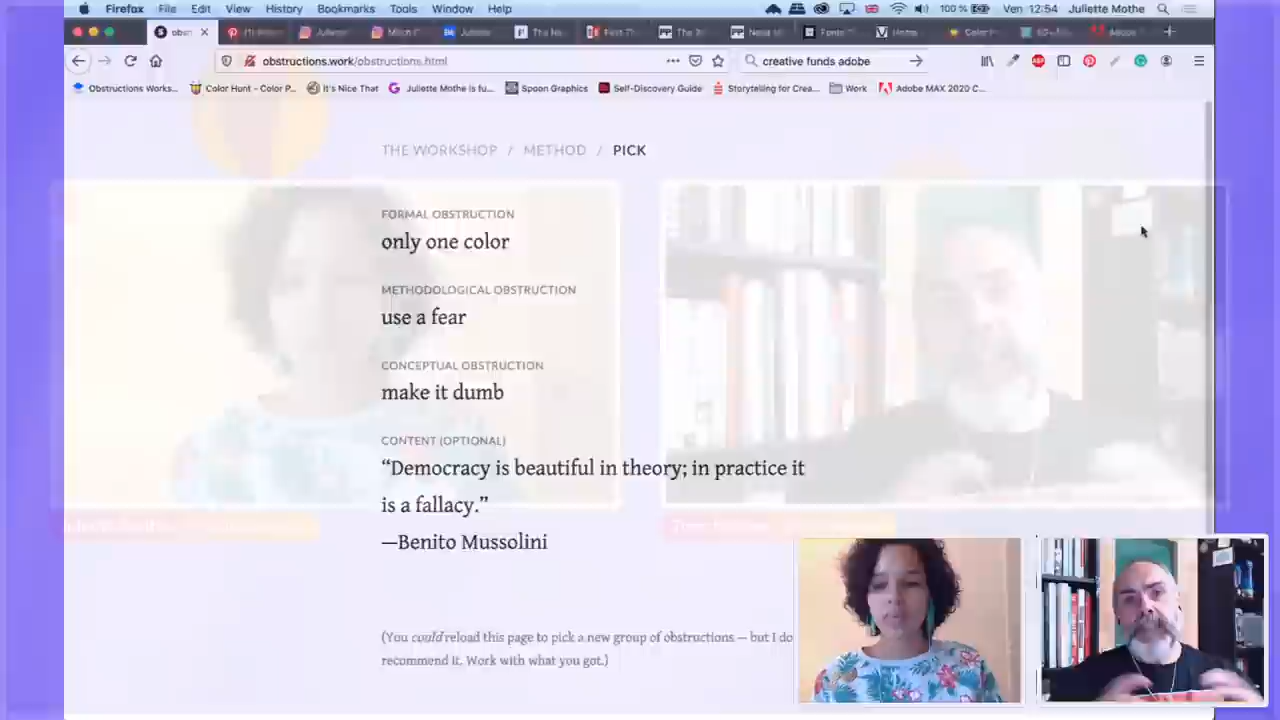 Firefox File Edit View History Bookmarks Tools Window Help 100 % Ven 12:54 Juliette Mothe
obst
obstructions.work/obstructions.html creative funds adobe
Obstructions Works... Color Hunt - Color P... It's Nice That Juliette Mothe is fu... Spoon Graphics Self-Discovery Guide Storytelling for Crea... Work Adobe MAX 2020 C...
THE WORKSHOP / METHOD / PICK
FORMAL OBSTRUCTION
only one color
METHODOLOGICAL OBSTRUCTION
use a fear
CONCEPTUAL OBSTRUCTION
make it dumb
CONTENT (OPTIONAL)
“Democracy is beautiful in theory; in practice it
is a fallacy.”
—Benito Mussolini
(You could reload this page to pick a new group of obstructions — but I do
recommend it. Work with what you got.)